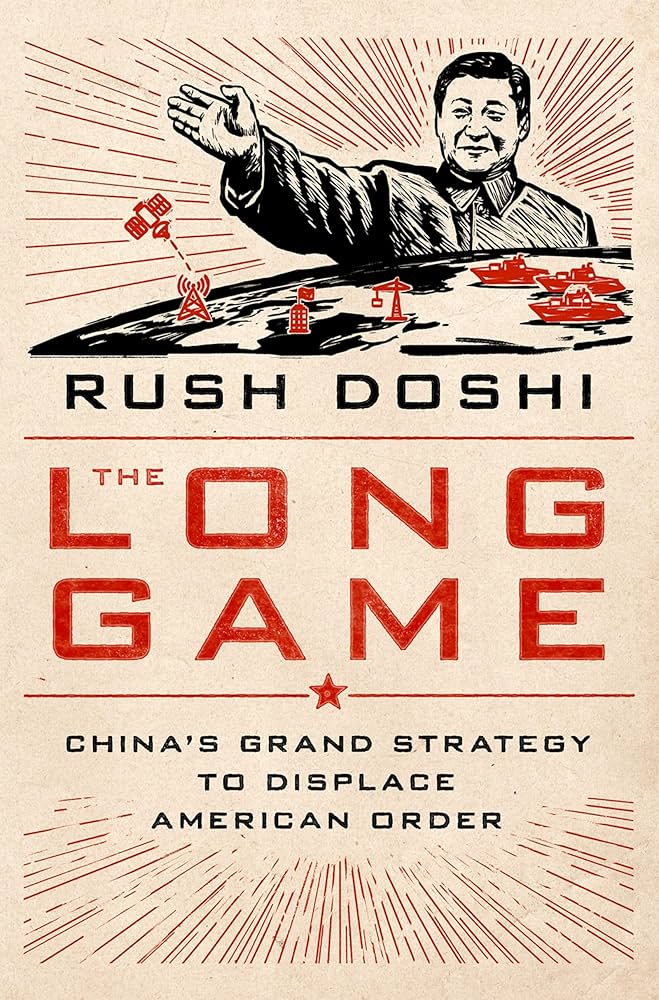 RUSH DOSHI
THE
LONG
GAME
CHINA'S GRAND STRATEGY
TO DISPLACE
AMERICAN ORDER